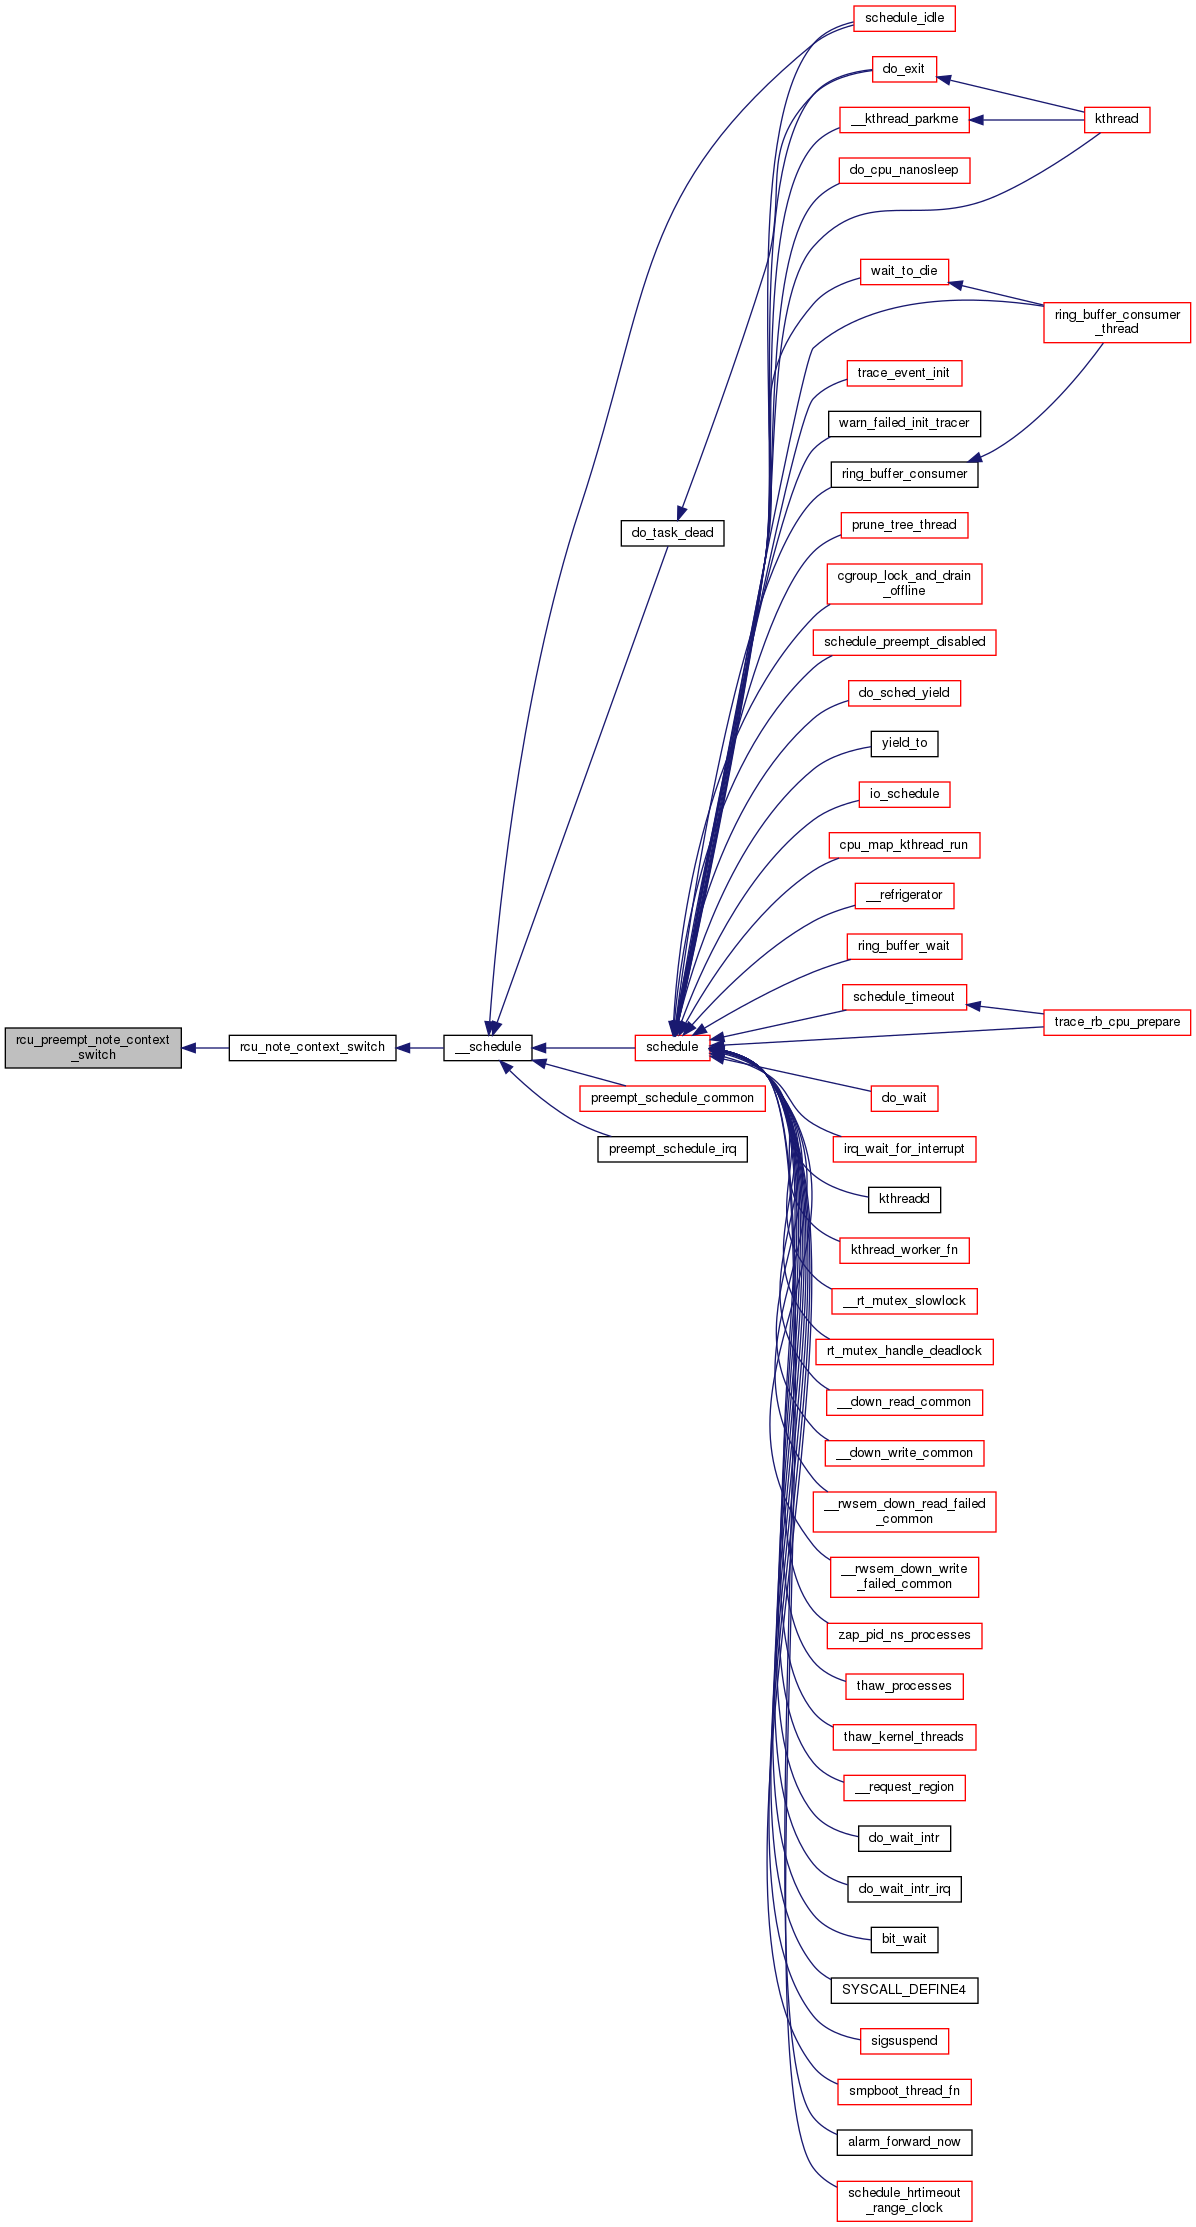 schedule_idle
do_exit
__kthread_parkme
kthread
do_cpu_nanosleep
wait_to_die
ring_buffer_consumer
_thread
trace_event_init
warn_failed_init_tracer
ring_buffer_consumer
prune_tree_thread
do_task_dead
cgroup_lock_and_drain
_offline
schedule_preempt_disabled
do_sched_yield
yield_to
io_schedule
cpu_map_kthread_run
__refrigerator
ring_buffer_wait
schedule_timeout
trace_rb_cpu_prepare
rcu_preempt_note_context
_switch
rcu_note_context_switch
__schedule
schedule
preempt_schedule_common
do_wait
preempt_schedule_irq
irq_wait_for_interrupt
kthreadd
kthread_worker_fn
__rt_mutex_slowlock
rt_mutex_handle_deadlock
__down_read_common
__down_write_common
__rwsem_down_read_failed
_common
__rwsem_down_write
_failed_common
zap_pid_ns_processes
thaw_processes
thaw_kernel_threads
__request_region
do_wait_intr
do_wait_intr_irq
bit_wait
SYSCALL_DEFINE4
sigsuspend
smpboot_thread_fn
alarm_forward_now
schedule_hrtimeout
_range_clock